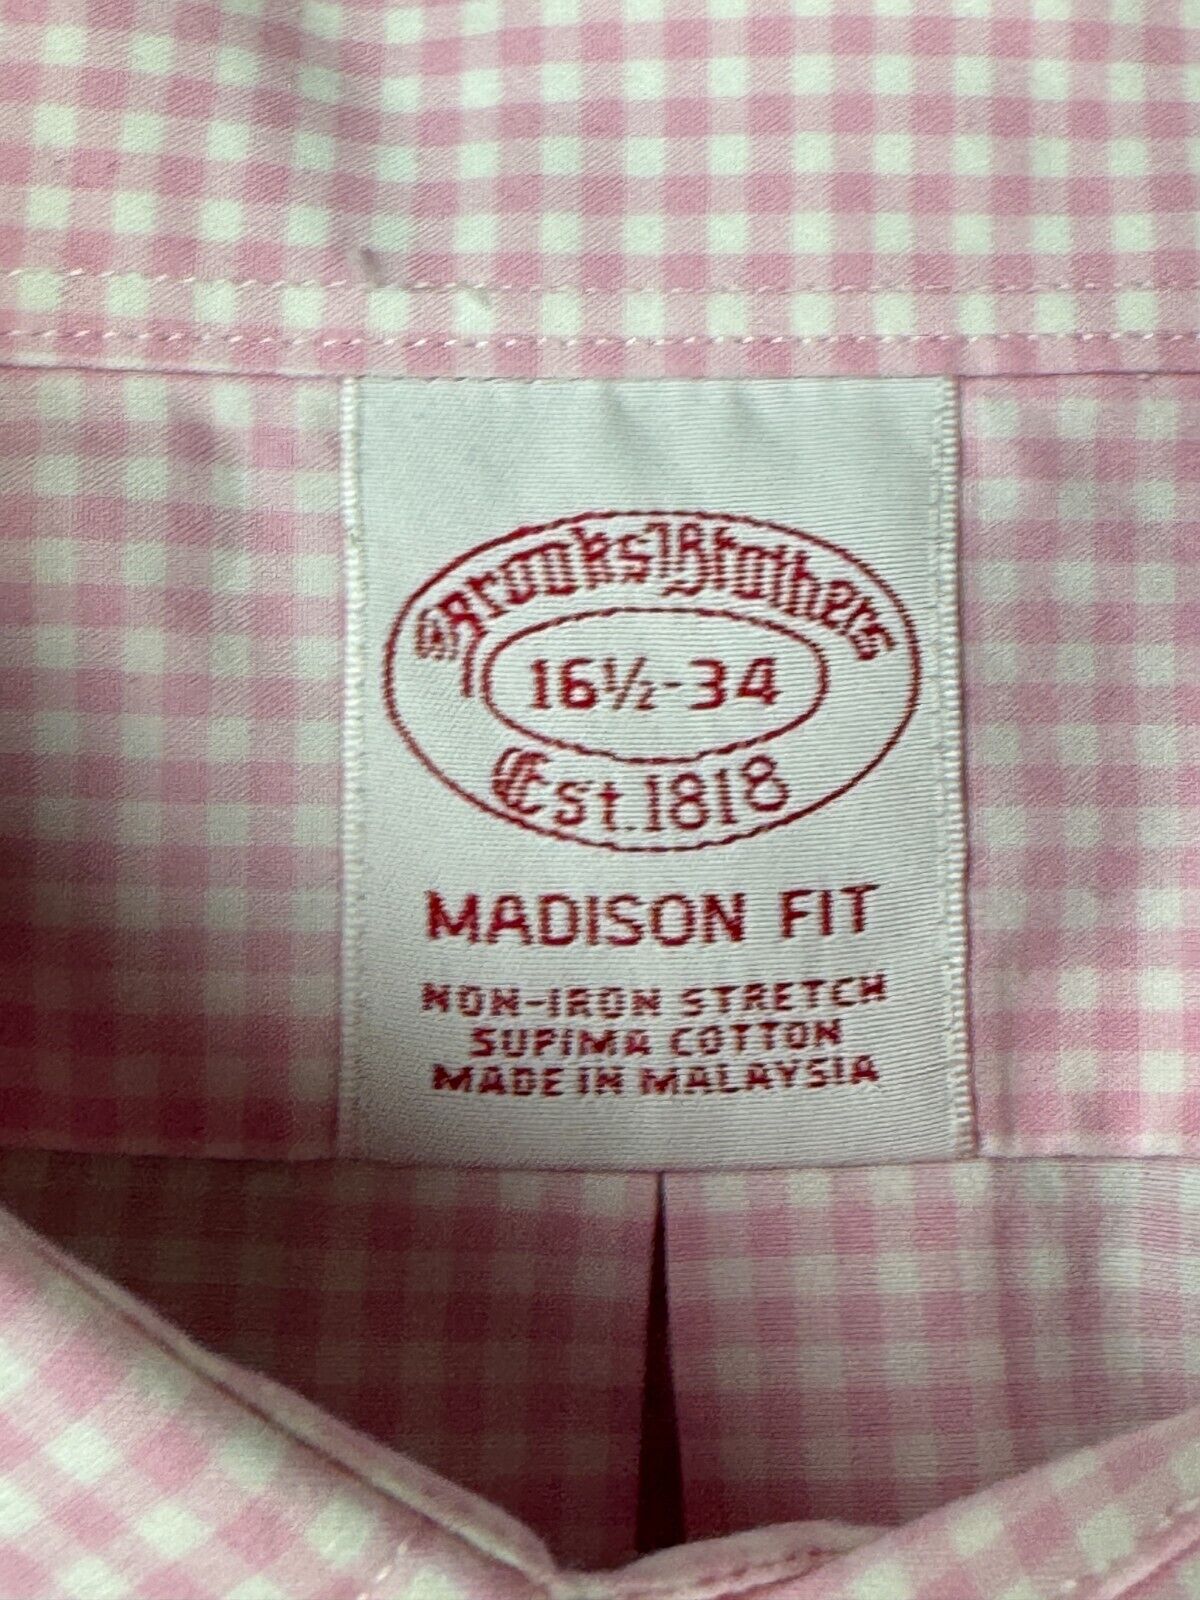 Brooks Brothers
16½-34
Est. 1818
MADISON FIT
NON-IRON STRETCH
SUPIMA COTTON
MADE IN MALAYSIA